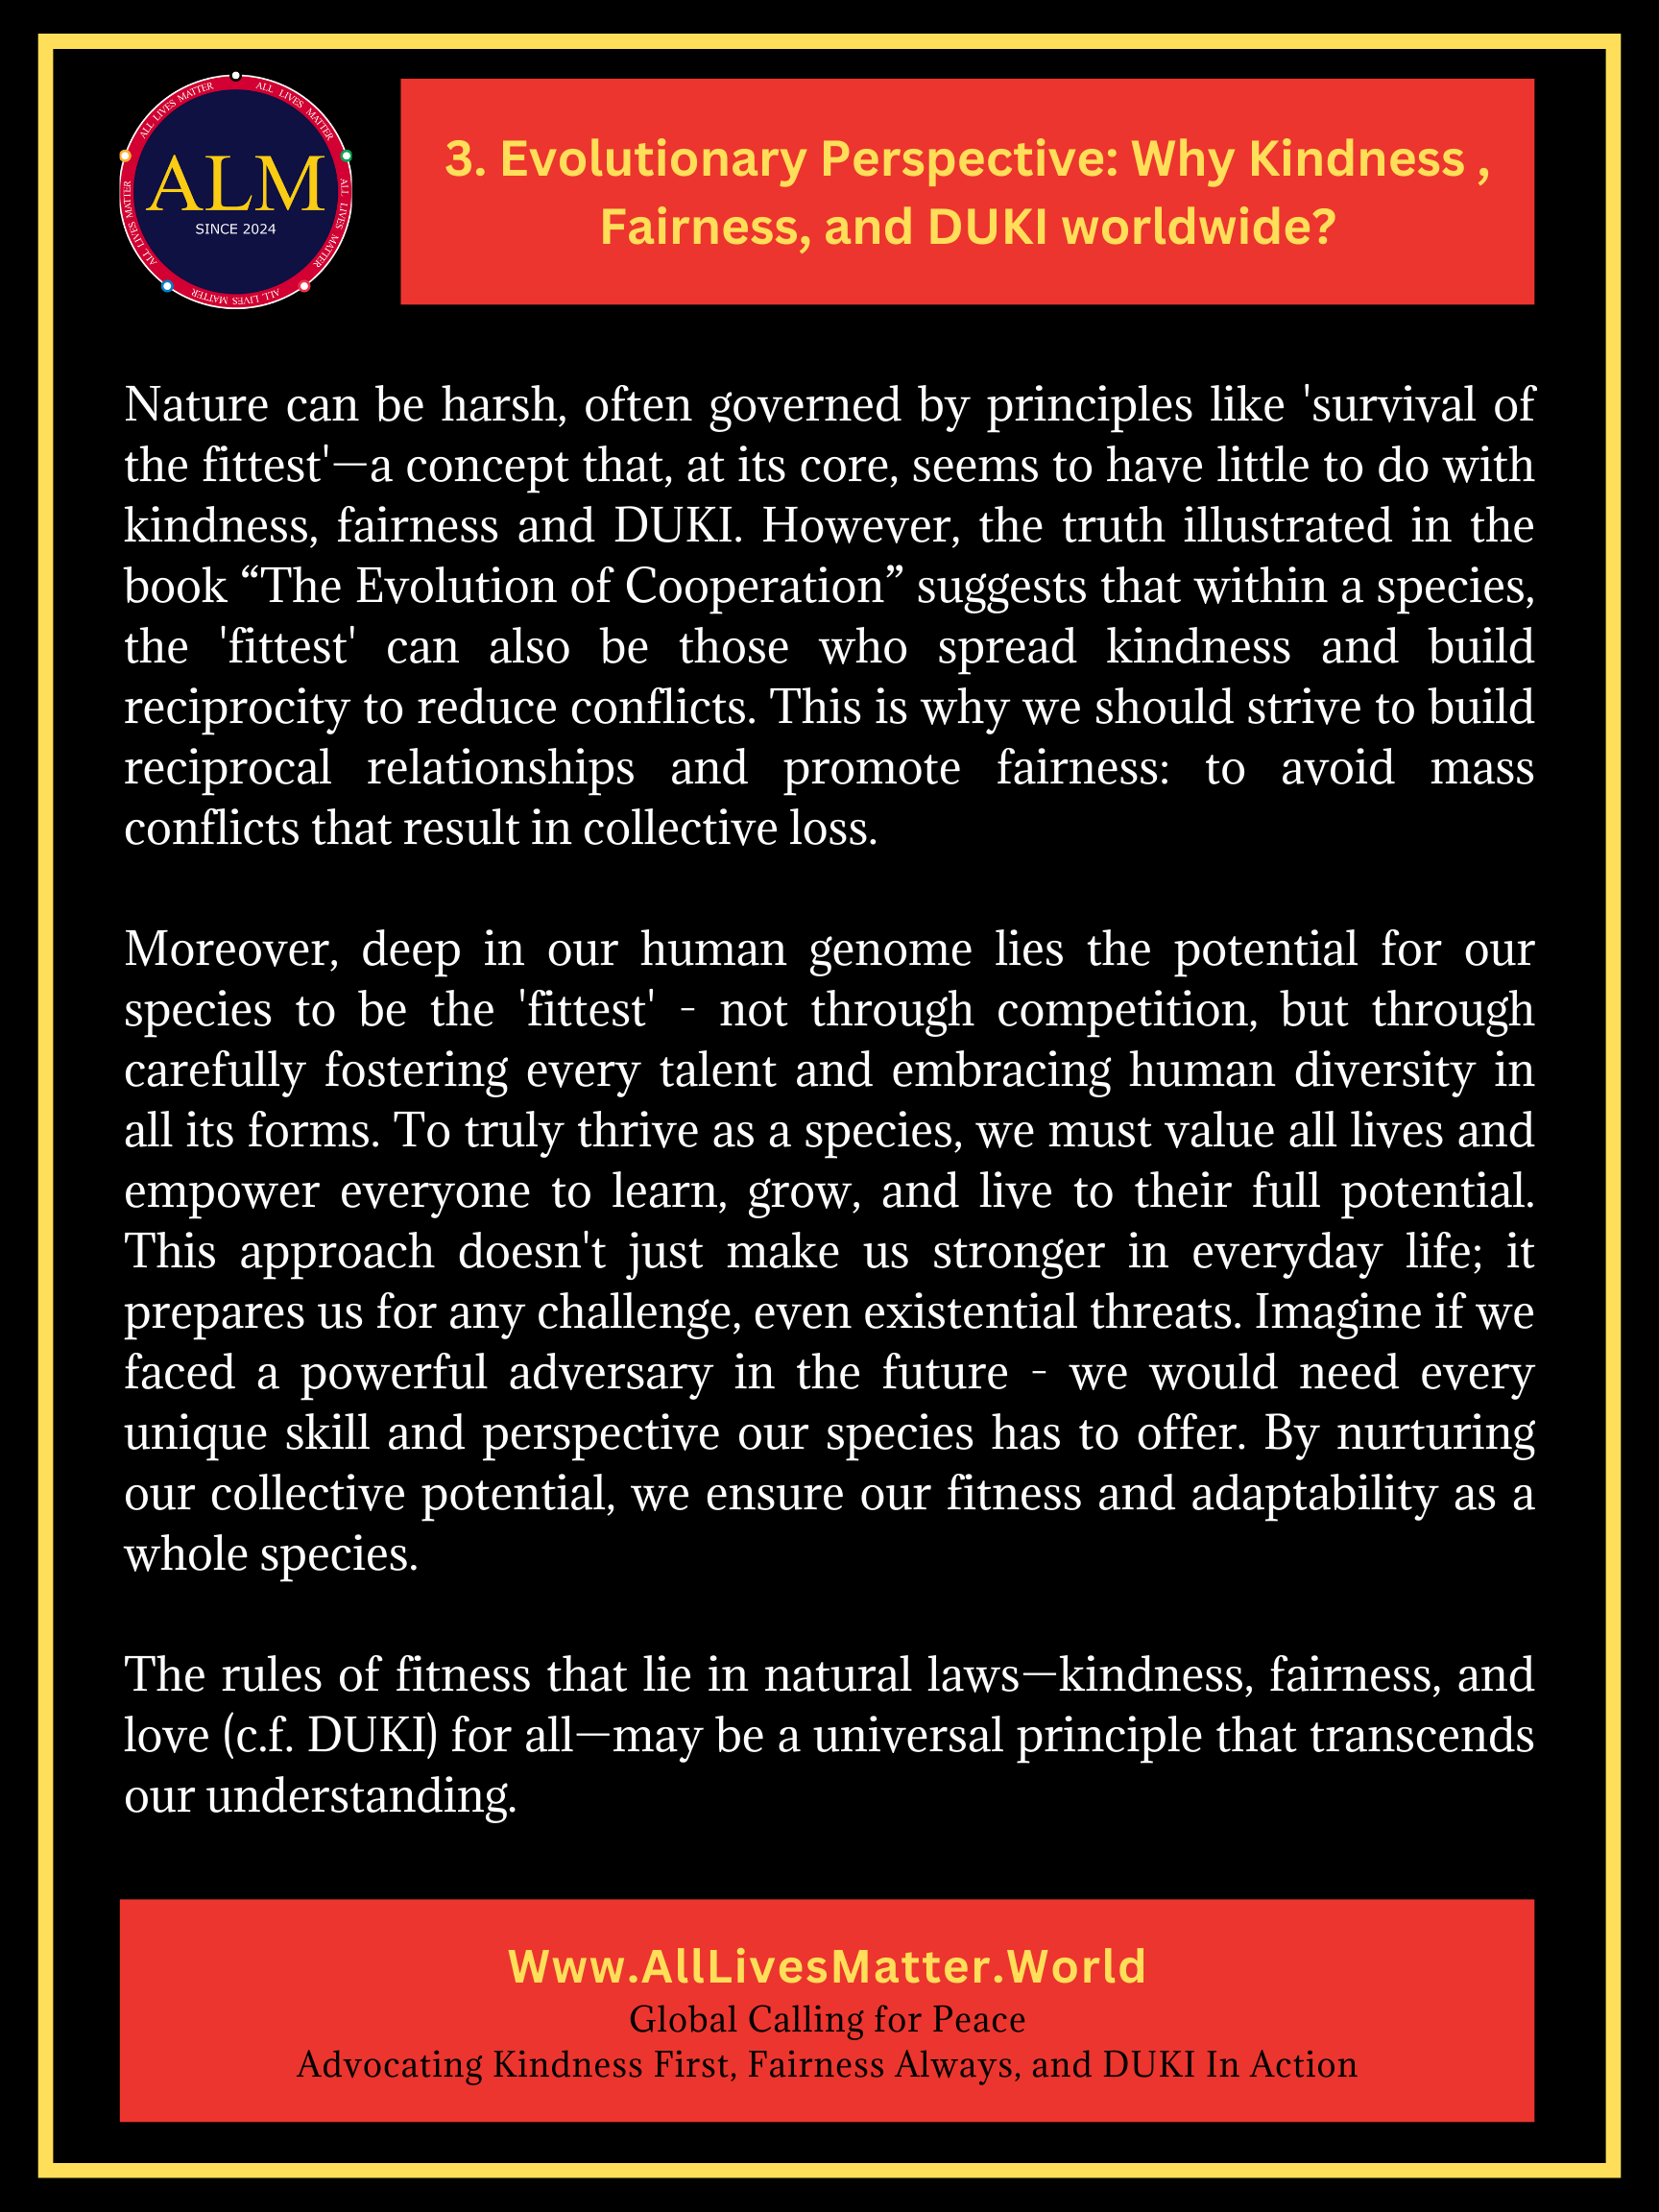 ALL LIVES MATTER
ALL LIVES MATTER
ALL LIVES MATTER
ALL LIVES MATTER
ALL LIVES MATTER
ALM
SINCE 2024
3. Evolutionary Perspective: Why Kindness ,
Fairness, and DUKI worldwide?
Nature can be harsh, often governed by principles like 'survival of
the fittest'—a concept that, at its core, seems to have little to do with
kindness, fairness and DUKI. However, the truth illustrated in the
book “The Evolution of Cooperation” suggests that within a species,
the 'fittest' can also be those who spread kindness and build
reciprocity to reduce conflicts. This is why we should strive to build
reciprocal relationships and promote fairness: to avoid mass
conflicts that result in collective loss.
Moreover, deep in our human genome lies the potential for our
species to be the 'fittest' - not through competition, but through
carefully fostering every talent and embracing human diversity in
all its forms. To truly thrive as a species, we must value all lives and
empower everyone to learn, grow, and live to their full potential.
This approach doesn't just make us stronger in everyday life; it
prepares us for any challenge, even existential threats. Imagine if we
faced a powerful adversary in the future - we would need every
unique skill and perspective our species has to offer. By nurturing
our collective potential, we ensure our fitness and adaptability as a
whole species.
The rules of fitness that lie in natural laws—kindness, fairness, and
love (c.f. DUKI) for all—may be a universal principle that transcends
our understanding.
Www.AllLivesMatter.World
Global Calling for Peace
Advocating Kindness First, Fairness Always, and DUKI In Action